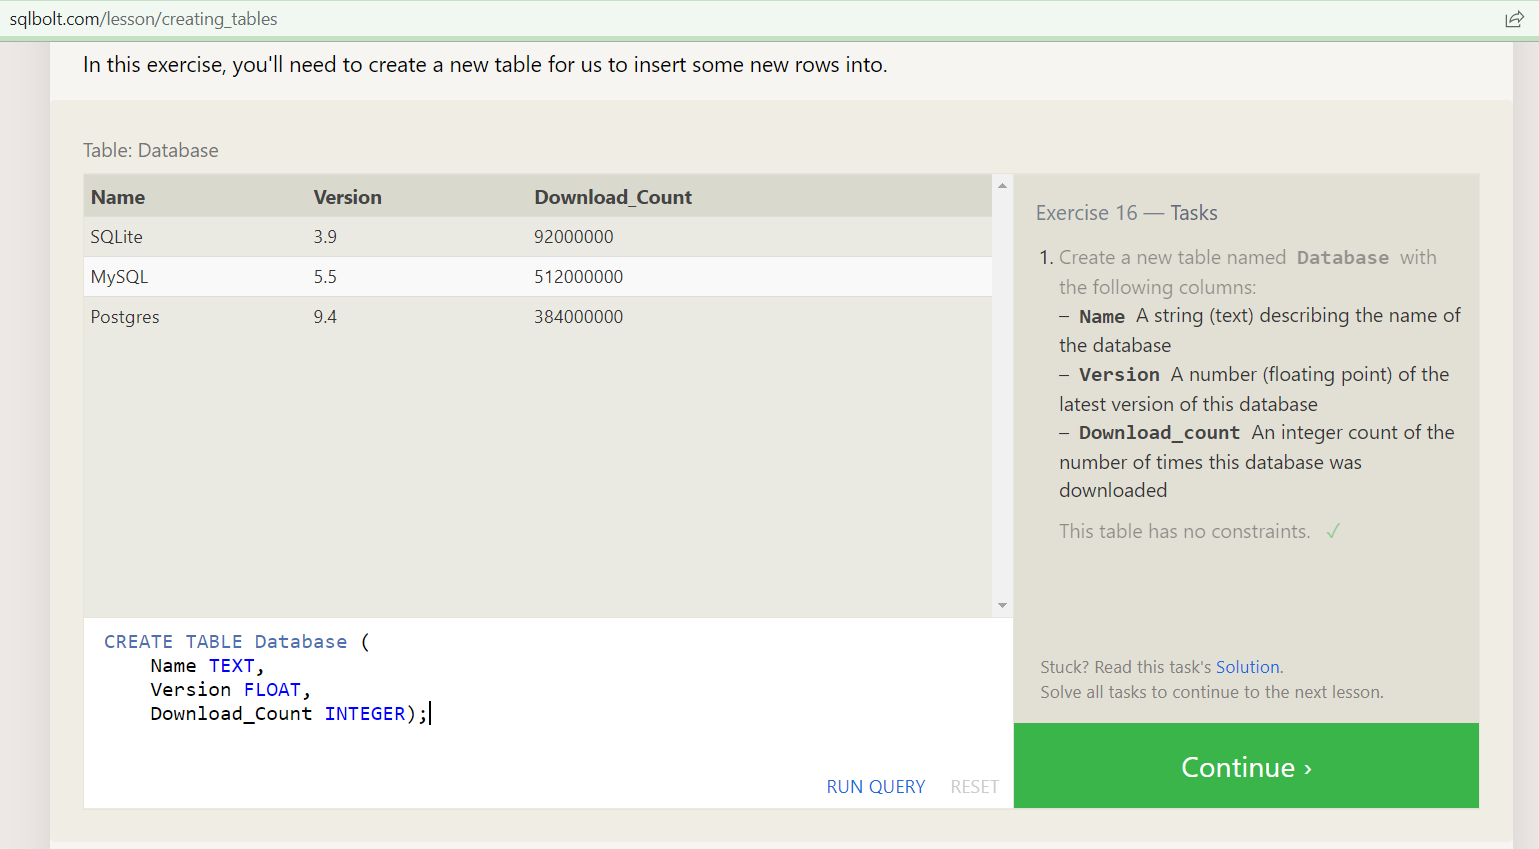 sqlbolt.com/lesson/creating_tables
In this exercise, you'll need to create a new table for us to insert some new rows into.
Table: Database
Name Version Download_Count
SQLite 3.9 92000000
MySQL 5.5 512000000
Postgres 9.4 384000000
CREATE TABLE Database (
Name TEXT,
Version FLOAT,
Download_Count INTEGER);
RUN QUERY RESET
Exercise 16 — Tasks
1. Create a new table named Database with
the following columns:
– Name A string (text) describing the name of
the database
– Version A number (floating point) of the
latest version of this database
– Download_count An integer count of the
number of times this database was
downloaded
This table has no constraints. ✓
Stuck? Read this task's Solution.
Solve all tasks to continue to the next lesson.
Continue ›